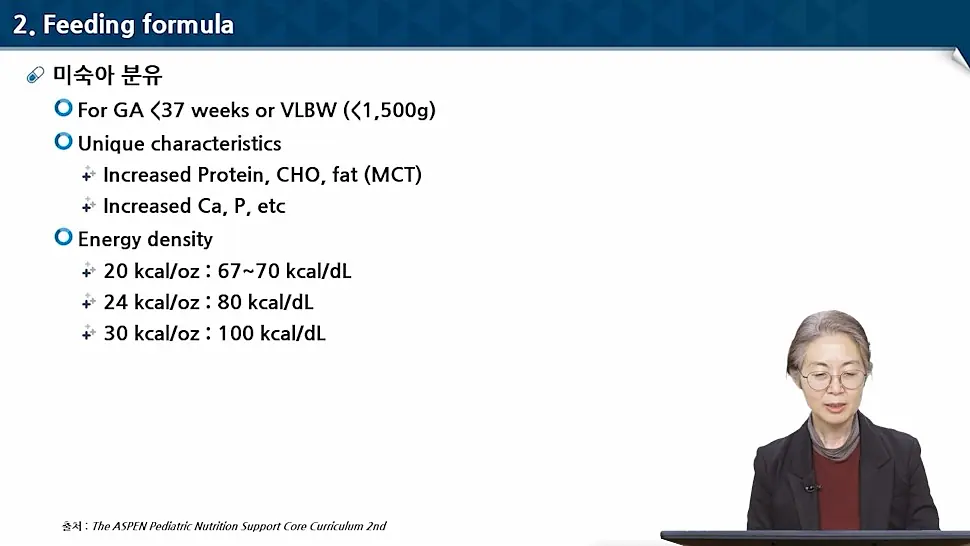 2. Feeding formula
미숙아 분유
For GA <37 weeks or VLBW (<1,500g)
Unique characteristics
Increased Protein, CHO, fat (MCT)
Increased Ca, P, etc
Energy density
20 kcal/oz : 67~70 kcal/dL
24 kcal/oz : 80 kcal/dL
30 kcal/oz : 100 kcal/dL
출처 : The ASPEN Pediatric Nutrition Support Core Curriculum 2nd